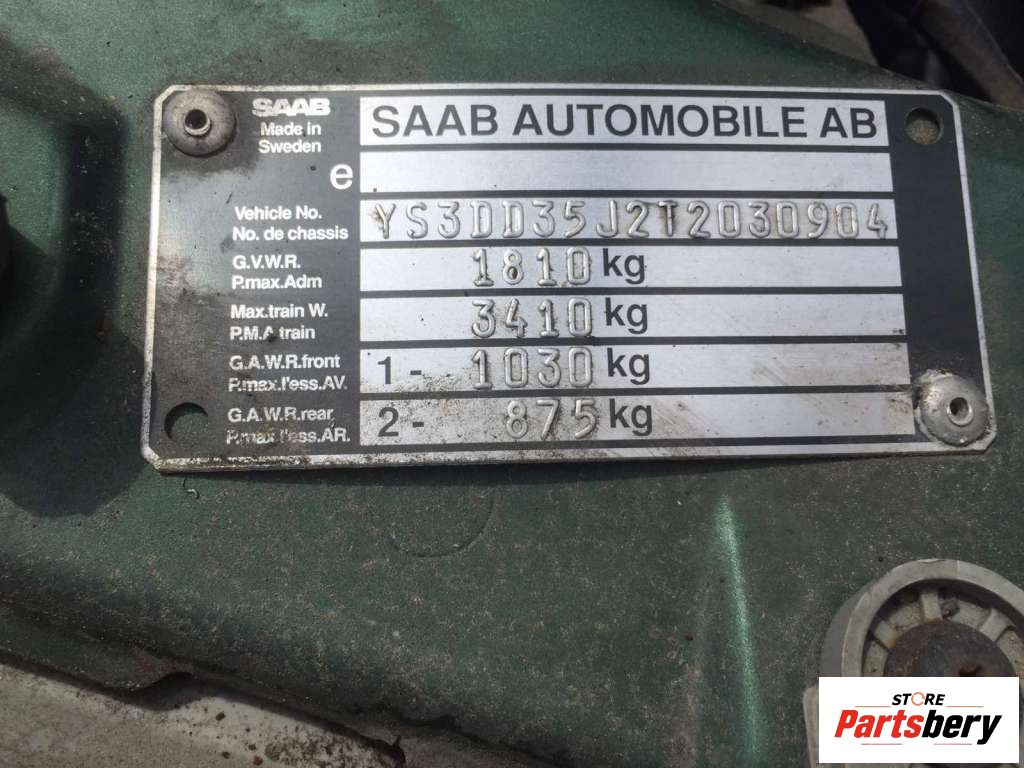 SAAB
Made in
Sweden
SAAB AUTOMOBILE AB
e
Vehicle No.
No. de chassis
YS3DD35J2T2030904
G.V.W.R.
P.max.Adm
1810 kg
Max.train W.
P.M.A train
3410 kg
G.A.W.R.front
P.max.l'ess.AV.
1- 1030 kg
G.A.W.R.rear
P.max.l'ess.AR.
2- 875 kg
STORE
Partsbery